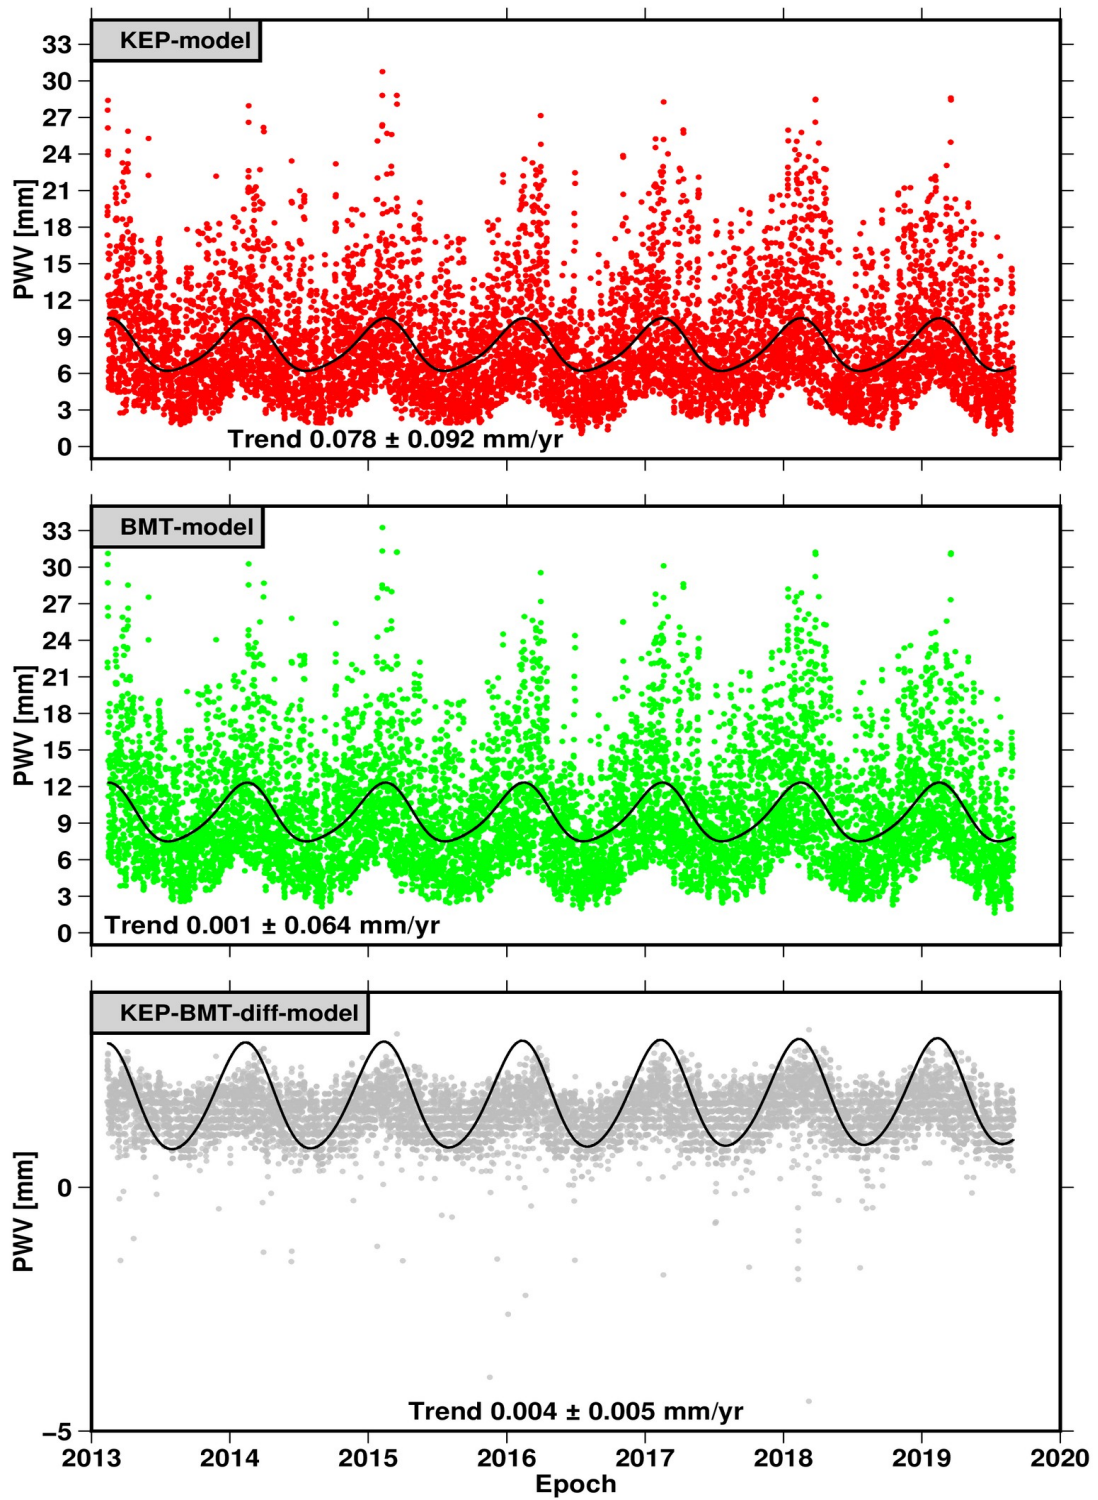 KEP-model
33
30
27
24
21
18
15
12
9
6
3
0
PWV [mm]
Trend 0.078 ± 0.092 mm/yr
BMT-model
33
30
27
24
21
18
15
12
9
6
3
0
PWV [mm]
Trend 0.001 ± 0.064 mm/yr
KEP-BMT-diff-model
0
−5
PWV [mm]
Trend 0.004 ± 0.005 mm/yr
2013 2014 2015 2016 2017 2018 2019 2020
Epoch